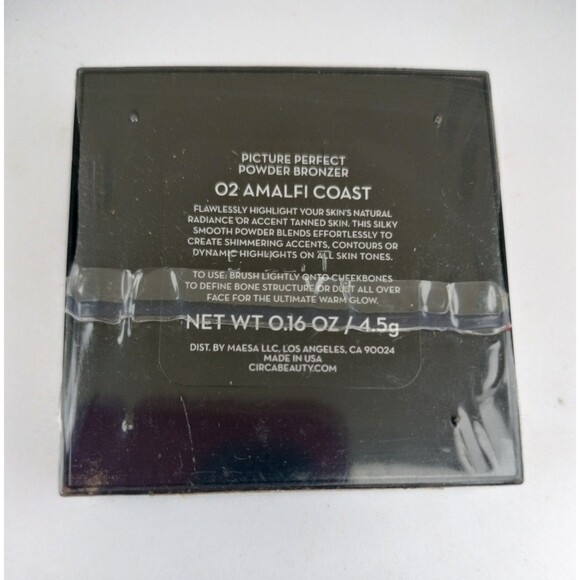 PICTURE PERFECT
POWDER BRONZER
02 AMALFI COAST
FLAWLESSLY HIGHLIGHT YOUR SKIN'S NATURAL
RADIANCE OR ACCENT TANNED SKIN. THIS SILKY
SMOOTH POWDER BLENDS EFFORTLESSLY TO
CREATE SHIMMERING ACCENTS, CONTOURS OR
DYNAMIC HIGHLIGHTS ON ALL SKIN TONES.
TO USE: BRUSH LIGHTLY ONTO CHEEKBONES
TO DEFINE BONE STRUCTURE OR DUST ALL OVER
FACE FOR THE ULTIMATE WARM GLOW.
NET WT 0.16 OZ / 4.5g
DIST. BY MAESA LLC, LOS ANGELES, CA 90024
MADE IN USA
CIRCABEAUTY.COM